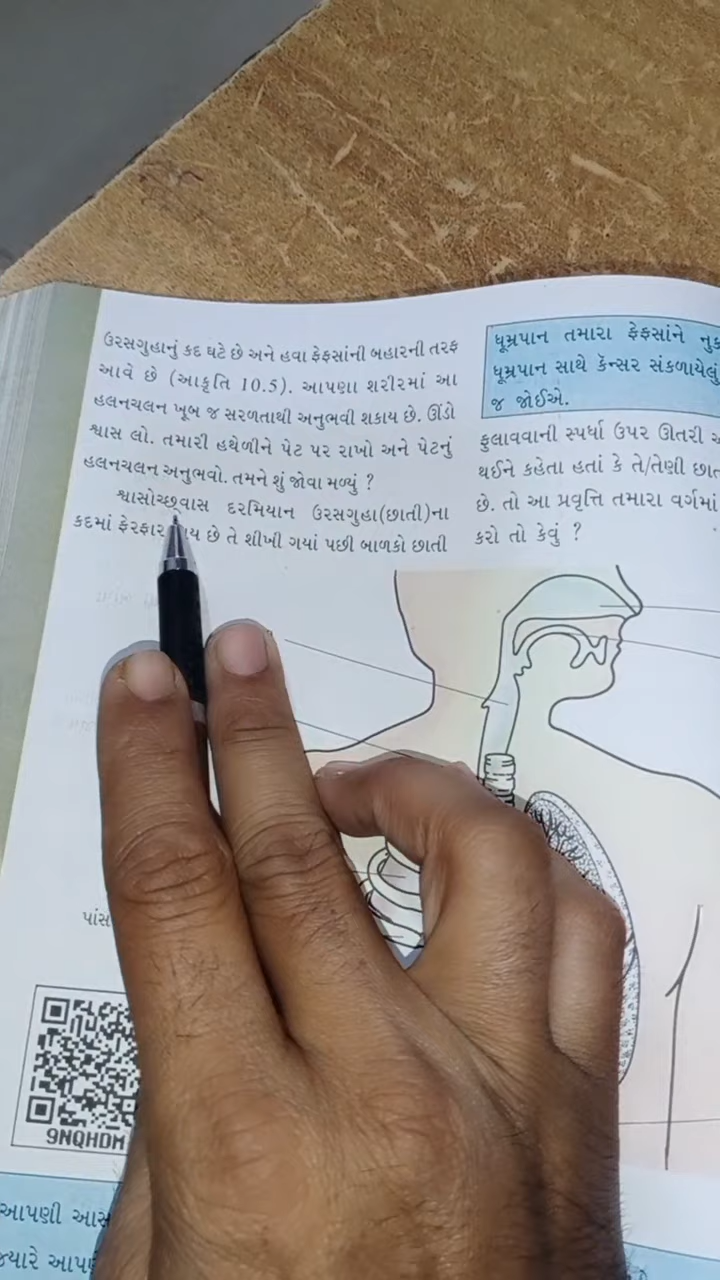 ઉરસગુહાનું કદ ઘટે છે અને હવા ફેફસાંની બહારની તરફ
આવે છે (આકૃતિ 10.5). આપણા શરીરમાં આ
હલનચલન ખૂબ જ સરળતાથી અનુભવી શકાય છે. ઊંડો
શ્વાસ લો. તમારી હથેળીને પેટ પર રાખો અને પેટનું
હલનચલન અનુભવો. તમને શું જોવા મળ્યું ?
શ્વાસોચ્છ્વાસ દરમિયાન ઉરસગુહા(છાતી)ના
કદમાં ફેરફાર છે તે શીખી ગયાં પછી બાળકો છાતી
ધૂમ્રપાન તમારા ફેફસાંને
ધૂમ્રપાન સાથે કૅન્સર સંકળાયેલું
જ જોઈએ.
ફુલાવવાની સ્પર્ધા ઉપર ઊતરી
થઈને કહેતા હતાં કે તે/તેણી
છે. તો આ પ્રવૃત્તિ તમારા વર્ગમાં
કરો તો કેવું ?
9NQHDM
આપણી
જ્યારે